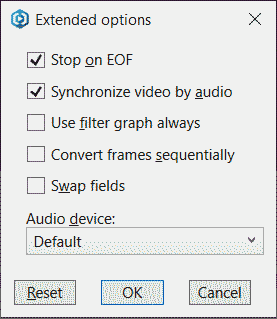 Extended options
Stop on EOF
Synchronize video by audio
Use filter graph always
Convert frames sequentially
Swap fields
Audio device:
Default
Reset OK Cancel